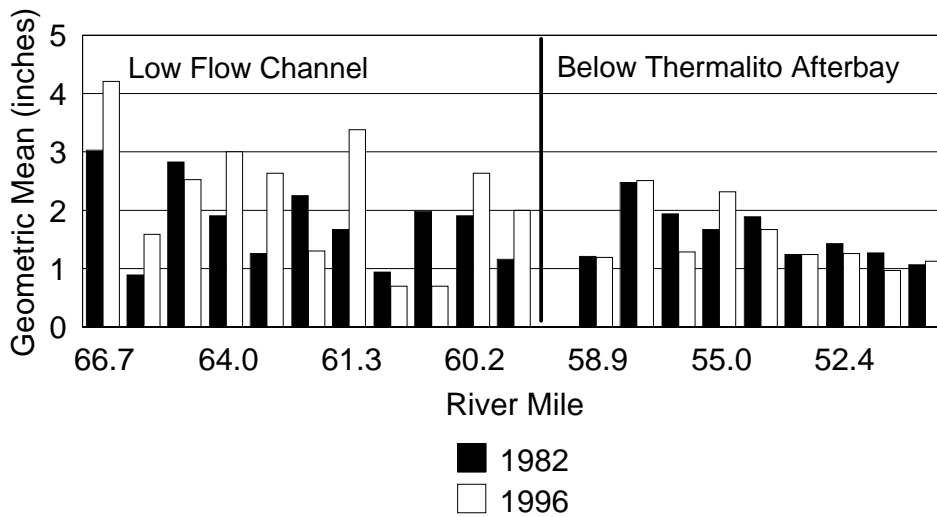 Geometric Mean (inches)
5
4
3
2
1
0
Low Flow Channel
Below Thermalito Afterbay
66.7 64.0 61.3 60.2 58.9 55.0 52.4
River Mile
1982
1996